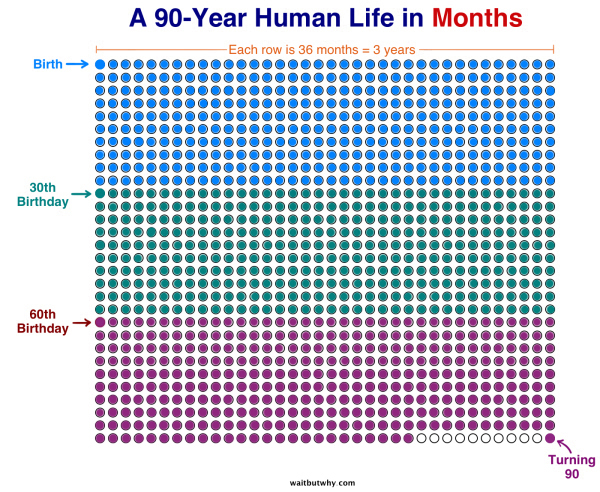 A 90-Year Human Life in Months
Each row is 36 months = 3 years
Birth
30th
Birthday
60th
Birthday
Turning
90
waitbutwhy.com